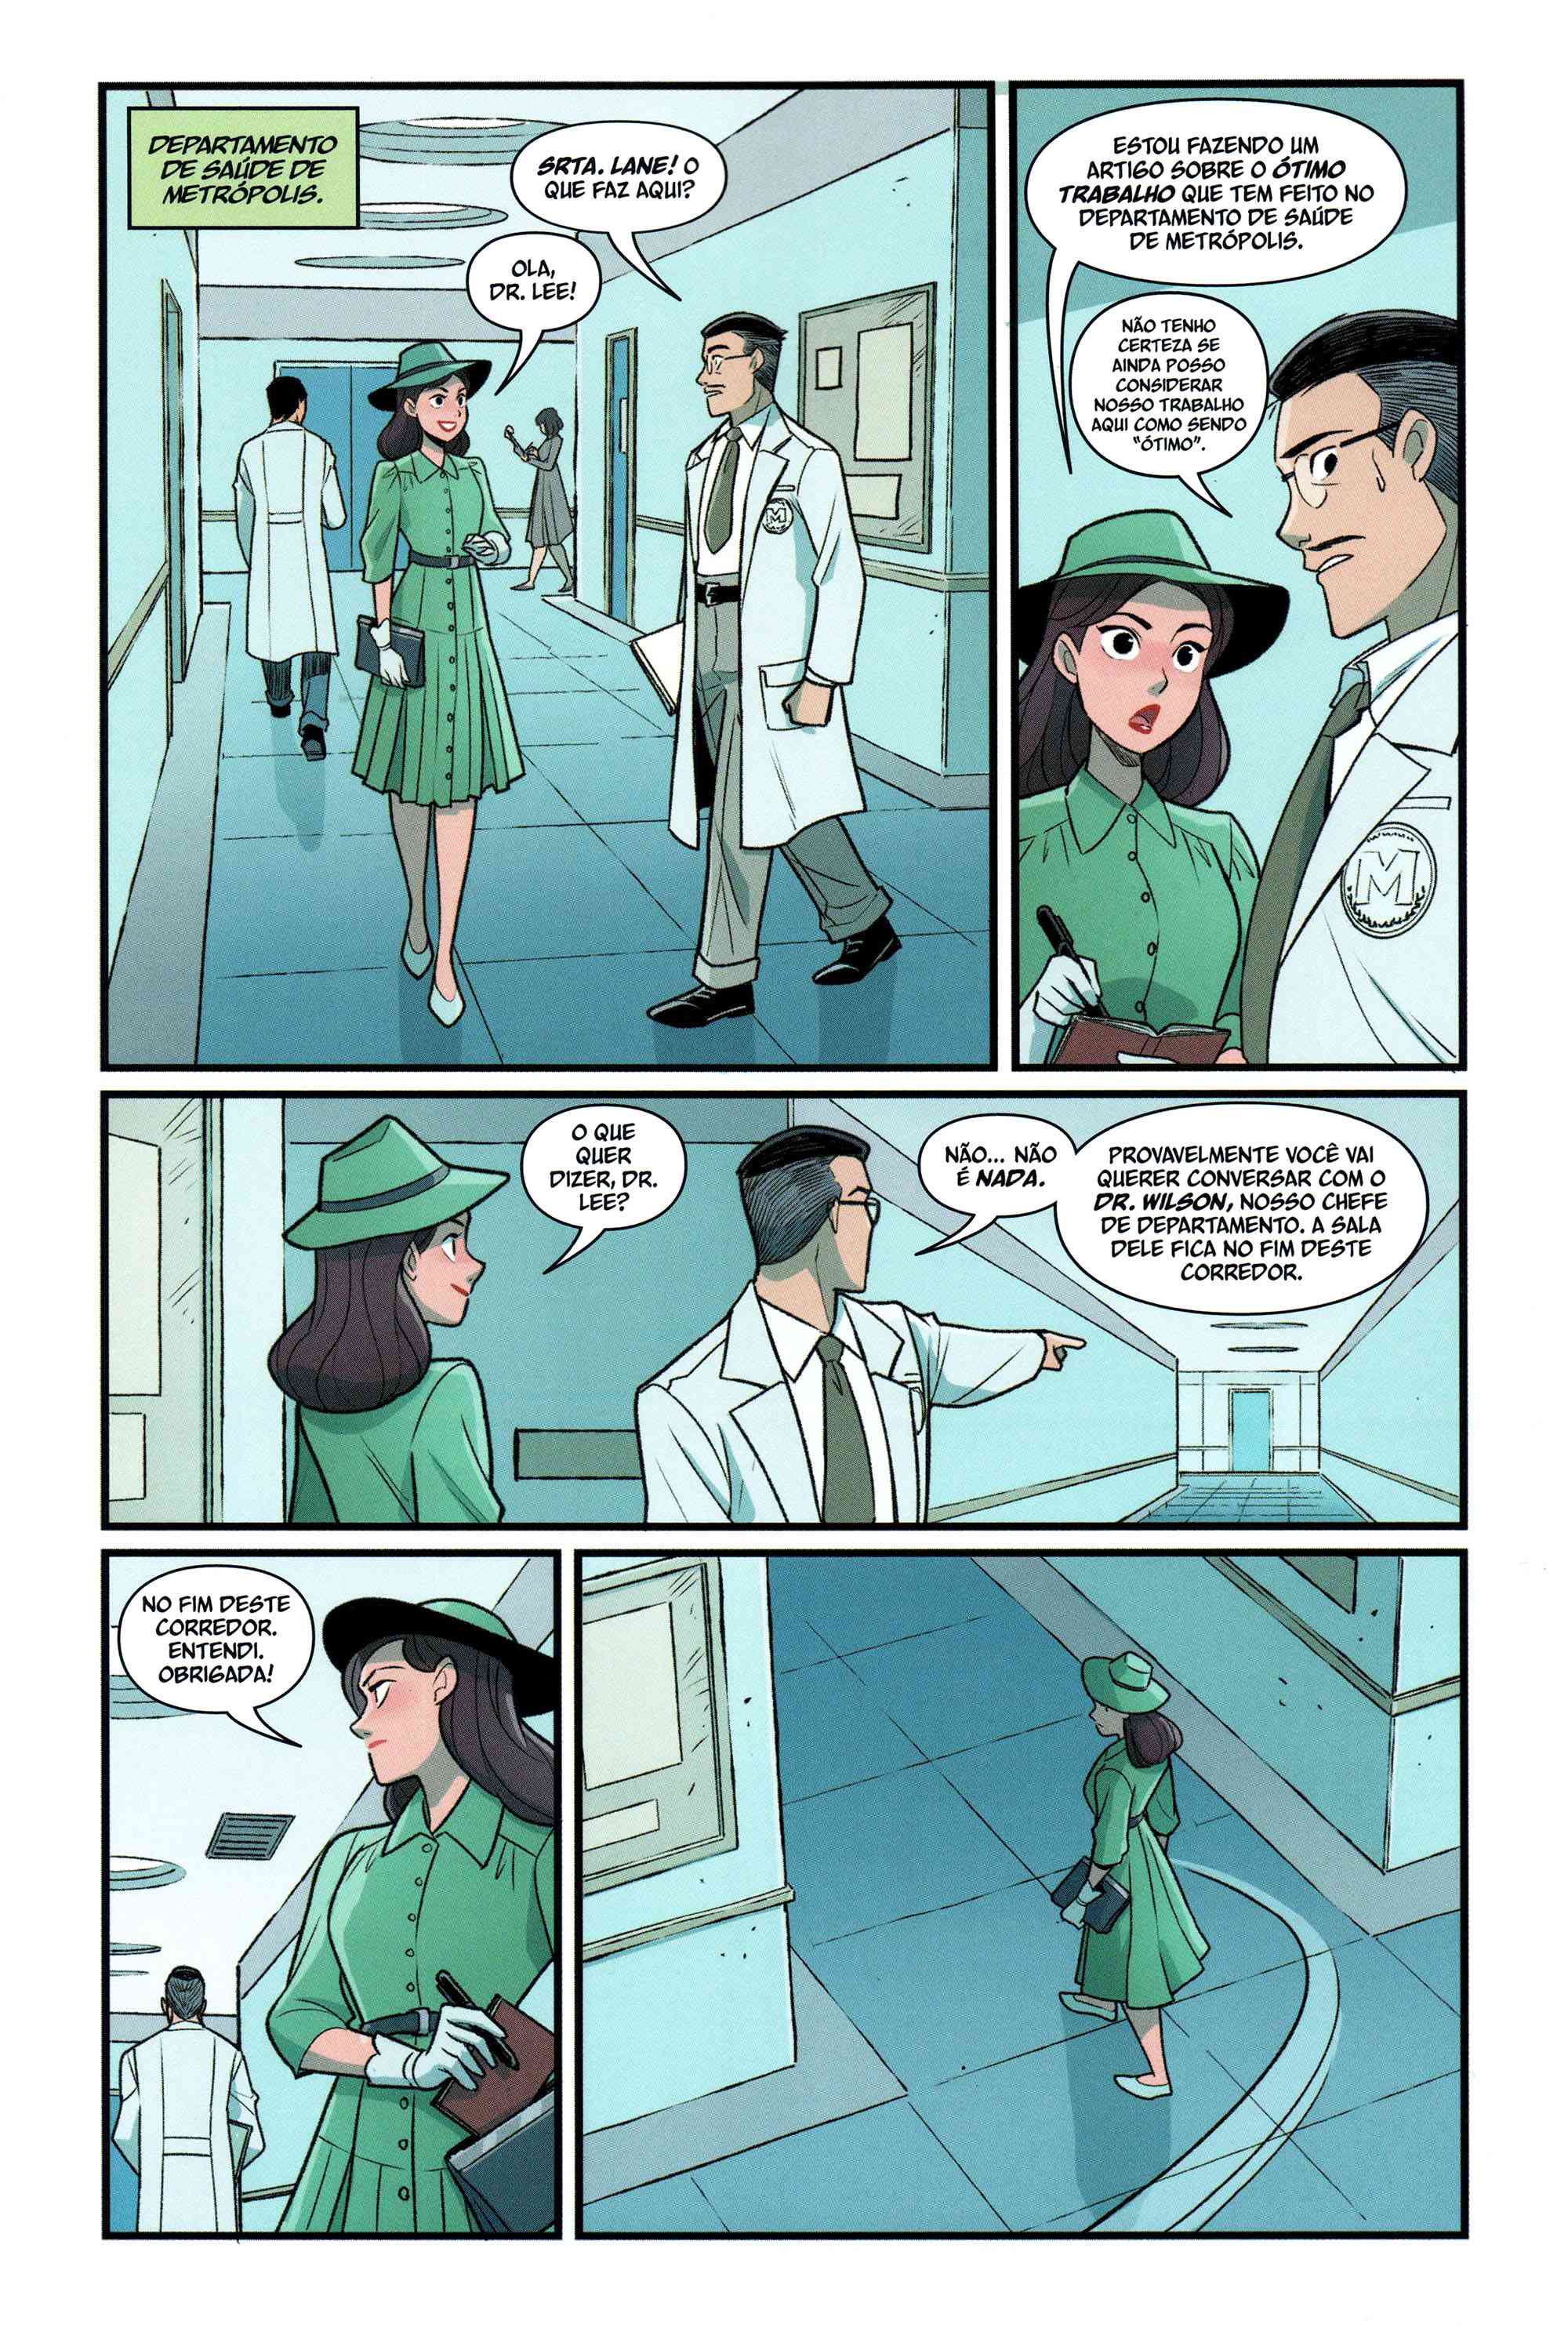 DEPARTAMENTO
DE SAÚDE DE
METRÓPOLIS.
SRTA. LANE! O
QUE FAZ AQUI?
OLA,
DR. LEE!
M
ESTOU FAZENDO UM
ARTIGO SOBRE O ÓTIMO
TRABALHO QUE TEM FEITO NO
DEPARTAMENTO DE SAÚDE
DE METRÓPOLIS.
NÃO TENHO
CERTEZA SE
AINDA POSSO
CONSIDERAR
NOSSO TRABALHO
AQUI COMO SENDO
"ÓTIMO".
M
O QUE
QUER
DIZER, DR.
LEE?
NÃO... NÃO
É NADA.
PROVAVELMENTE VOCÊ VAI
QUERER CONVERSAR COM O
DR. WILSON, NOSSO CHEFE
DE DEPARTAMENTO. A SALA
DELE FICA NO FIM DESTE
CORREDOR.
NO FIM DESTE
CORREDOR.
ENTENDI.
OBRIGADA!